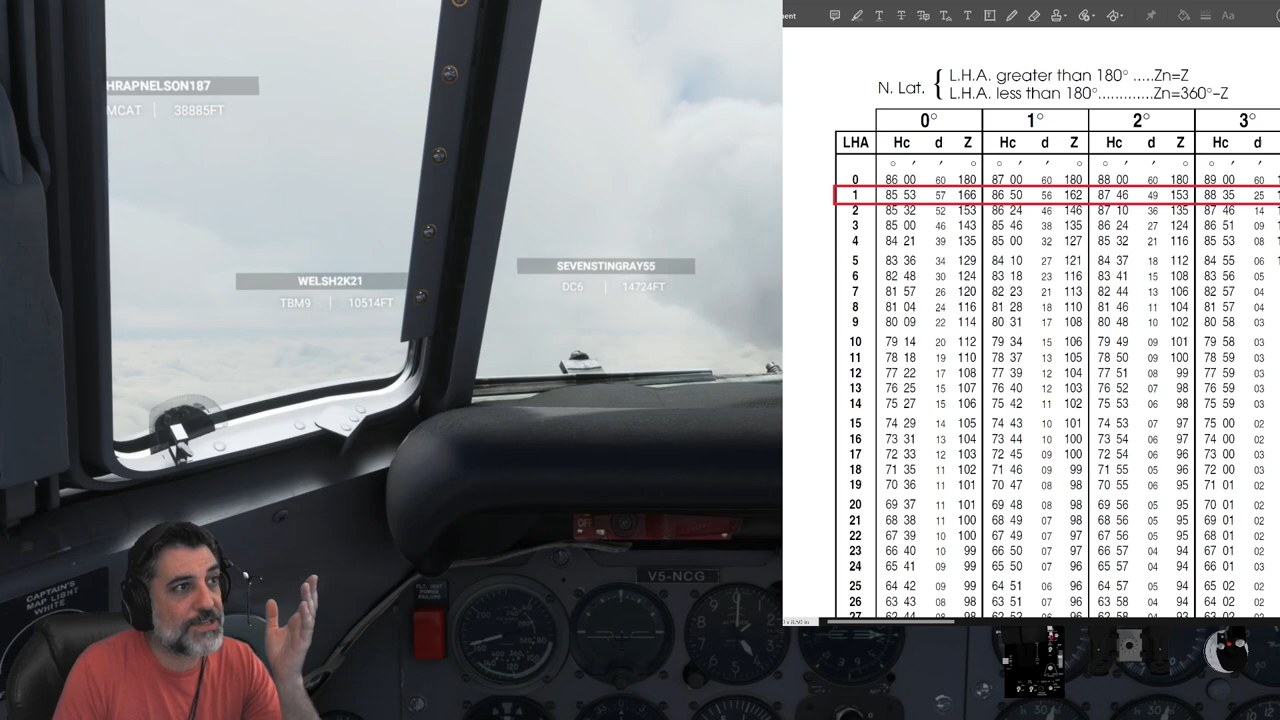 HRAPNELSON187
MCAT | 38885FT
WELSH2K21
TBM9 | 10514FT
SEVENSTINGRAY55
DC6 | 14724FT
OFF
V5-NCG
CAPTAIN'S
MAP LIGHT
WHITE
ment
Aa
N. Lat. { L.H.A. greater than 180° .....Zn=Z
L.H.A. less than 180°.............Zn=360°–Z
0° 1° 2° 3°
LHA Hc d Z Hc d Z Hc d Z Hc d
° ′ ′ ° ° ′ ′ ° ° ′ ′ ° ° ′ ′
0 86 00 60 180 87 00 60 180 88 00 60 180 89 00 60 1
1 85 53 57 166 86 50 56 162 87 46 49 153 88 35 25 1
2 85 32 52 153 86 24 46 146 87 10 36 135 87 46 14 1
3 85 00 46 143 85 46 38 135 86 24 27 124 86 51 09 1
4 84 21 39 135 85 00 32 127 85 32 21 116 85 53 08 1
5 83 36 34 129 84 10 27 121 84 37 18 112 84 55 00 1
6 82 48 30 124 83 18 23 116 83 41 15 108 83 56 05
7 81 57 26 120 82 23 21 113 82 44 13 106 82 57 04
8 81 04 24 116 81 28 18 110 81 46 11 104 81 57 04
9 80 09 22 114 80 31 17 108 80 48 10 102 80 58 03
10 79 14 20 112 79 34 15 106 79 49 09 101 79 58 03
11 78 18 19 110 78 37 13 105 78 50 09 100 78 59 03
12 77 22 17 108 77 39 12 104 77 51 08 99 77 59 03
13 76 25 15 107 76 40 12 103 76 52 07 98 76 59 03
14 75 27 15 106 75 42 11 102 75 53 06 98 75 59 03
15 74 29 14 105 74 43 10 101 74 53 07 97 75 00 02
16 73 31 13 104 73 44 10 100 73 54 06 97 74 00 02
17 72 33 12 103 72 45 09 100 72 54 06 96 73 00 02
18 71 35 11 102 71 46 09 99 71 55 05 96 72 00 02
19 70 36 11 101 70 47 08 98 70 55 06 95 71 01 02
20 69 37 11 101 69 48 08 98 69 56 05 95 70 01 02
21 68 38 11 100 68 49 07 98 68 56 05 95 69 01 02
22 67 39 10 100 67 49 07 97 67 56 05 95 68 01 02
23 66 40 10 99 66 50 07 97 66 57 04 94 67 01 02
24 65 41 09 99 65 50 07 96 65 57 04 94 66 01 03
25 64 42 09 99 64 51 06 96 64 57 05 94 65 02 02
26 63 43 08 98 63 51 07 96 63 58 04 94 64 02 02